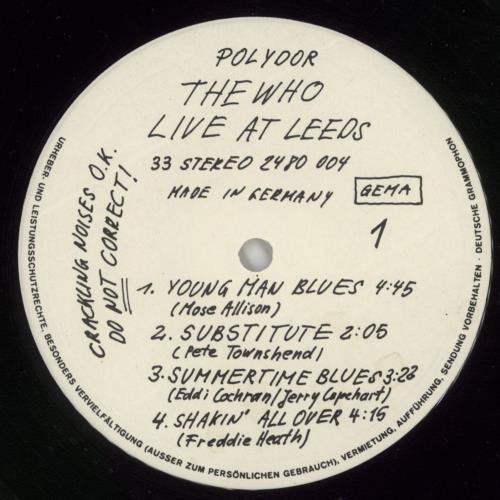 POLYDOR
THE WHO
LIVE AT LEEDS
33 STEREO 2480 004
MADE IN GERMANY
GEMA
1
CRACKLING NOISES O.K.
DO NOT CORRECT!
1. YOUNG MAN BLUES 4:45
(Mose Allison)
2. SUBSTITUTE 2:05
(Pete Townshend)
3. SUMMERTIME BLUES 3:22
(Eddi Cochran/Jerry Capehart)
4. SHAKIN' ALL OVER 4:15
(Freddie Heath)
URHEBER- UND LEISTUNGSSCHUTZRECHTE, BESONDERS VERVIELFÄLTIGUNG (AUSSER ZUM PERSÖNLICHEN GEBRAUCH), VERMIETUNG, AUFFÜHRUNG, SENDUNG VORBEHALTEN · DEUTSCHE GRAMMOPHON